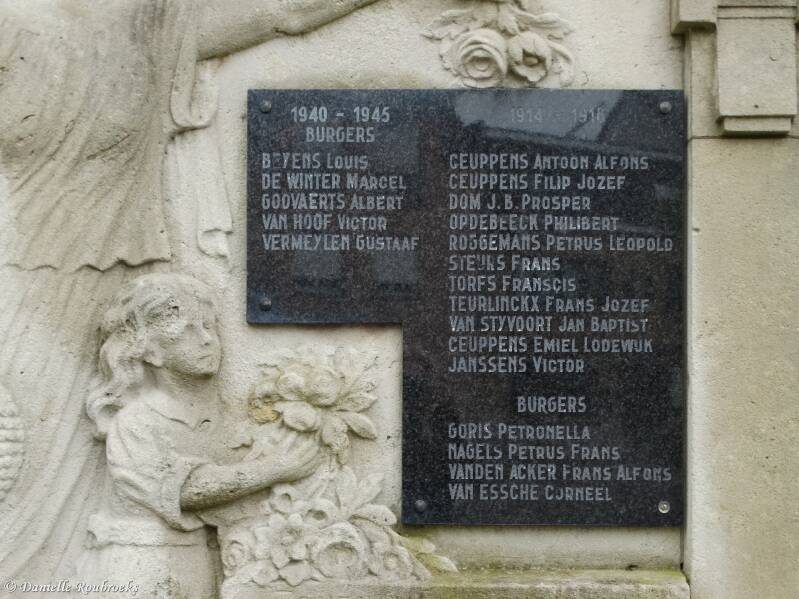 1940 - 1945
BURGERS
BEYENS LOUIS
DE WINTER MARCEL
GOOVAERTS ALBERT
VAN HOOF VICTOR
VERMEYLEN GUSTAAF
1914 - 1918
CEUPPENS ANTOON ALFONS
CEUPPENS FILIP JOZEF
DOM J.B. PROSPER
OPDEBEECK PHILIBERT
ROGGEMANS PETRUS LEOPOLD
STEURS FRANS
TORFS FRANSCIS
TEURLINCKX FRANS JOZEF
VAN STYVOORT JAN BAPTIST
CEUPPENS EMIEL LODEWIJK
JANSSENS VICTOR
BURGERS
GORIS PETRONELLA
NAGELS PETRUS FRANS
VANDEN ACKER FRANS ALFONS
VAN ESSCHE CORNEEL
© Danielle Roubroeks